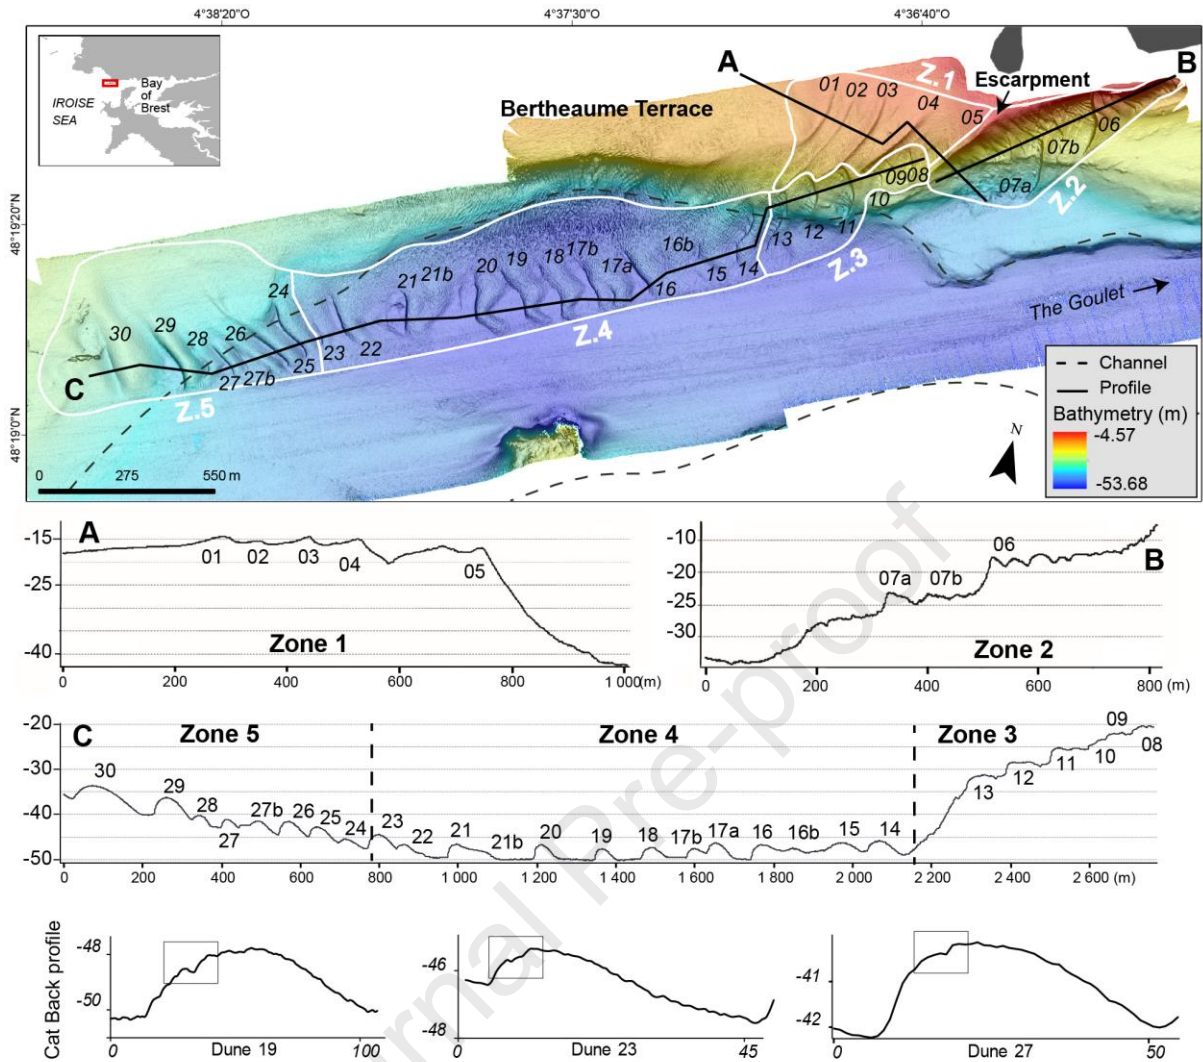 4°38'20"O
4°37'30"O
4°36'40"O
48°19'20"N
48°19'0"N
IROISE
SEA
Bay
of
Brest
Bertheaume Terrace
A
B
C
Z.1
Z.2
Z.3
Z.4
Z.5
Escarpment
The Goulet
01
02
03
04
05
06
07b
07a
09
08
10
11
12
13
14
15
16
16b
17a
17b
18
19
20
21b
21
22
23
24
25
26
27b
27
28
29
30
0
275
550 m
N
Channel
Profile
Bathymetry (m)
-4.57
-53.68
A
-15
-25
-40
01
02
03
04
05
Zone 1
0
200
400
600
800
1 000(m)
B
-10
-15
-20
-25
-30
07a
07b
06
Zone 2
0
200
400
600
800 (m)
C
-20
-30
-40
-50
Zone 5
Zone 4
Zone 3
30
29
28
27
27b
26
25
24
23
22
21
21b
20
19
18
17b
17a
16
16b
15
14
13
12
11
10
09
08
0
200
400
600
800
1 000
1 200
1 400
1 600
1 800
2 000
2 200
2 400
2 600
(m)
Cat Back profile
-48
-50
0
Dune 19
100
-46
-48
0
Dune 23
45
-41
-42
0
Dune 27
50
Journal Pre-proof